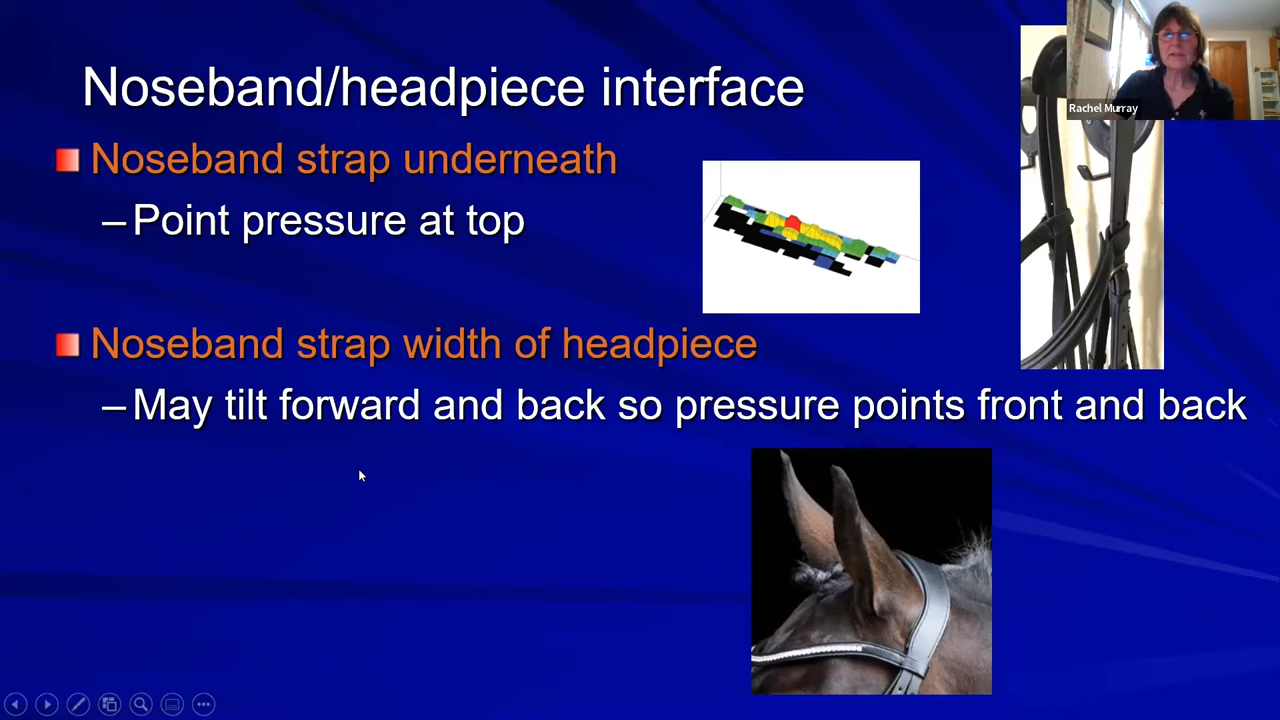 Noseband/headpiece interface
Noseband strap underneath
–Point pressure at top
Noseband strap width of headpiece
–May tilt forward and back so pressure points front and back
Rachel Murray